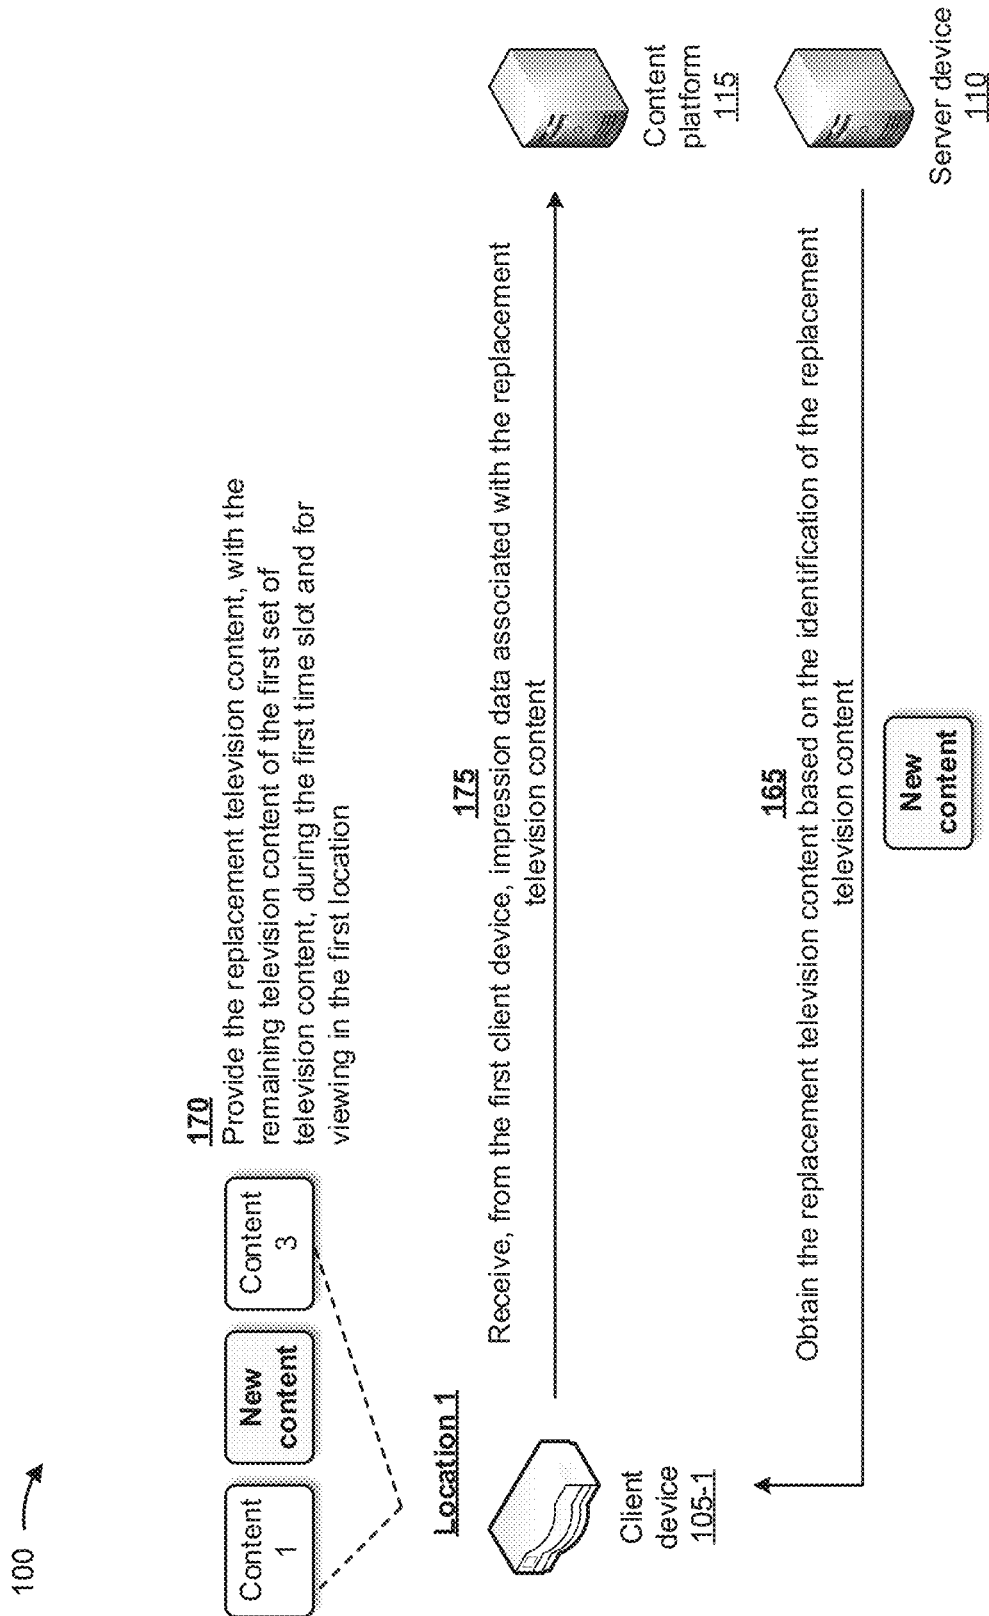 100
Content
1
New
content
Content
3
170
Provide the replacement television content, with the
remaining television content of the first set of
television content, during the first time slot and for
viewing in the first location
Location 1
Client
device
105-1
175
Receive, from the first client device, impression data associated with the replacement
television content
Content
platform
115
165
Obtain the replacement television content based on the identification of the replacement
television content
New
content
Server device
110